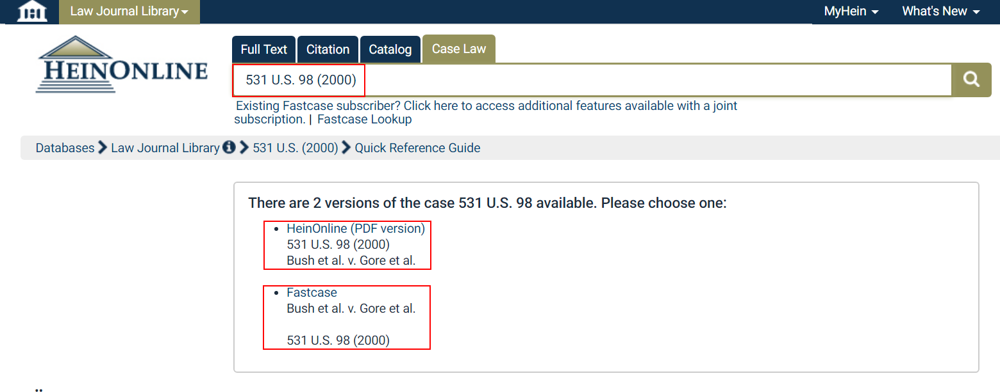 Law Journal Library
MyHein
What's New
HEINONLINE
Full Text
Citation
Catalog
Case Law
531 U.S. 98 (2000)
Existing Fastcase subscriber? Click here to access additional features available with a joint
subscription. | Fastcase Lookup
Databases
Law Journal Library
531 U.S. (2000)
Quick Reference Guide
There are 2 versions of the case 531 U.S. 98 available. Please choose one:
• HeinOnline (PDF version)
531 U.S. 98 (2000)
Bush et al. v. Gore et al.
• Fastcase
Bush et al. v. Gore et al.
531 U.S. 98 (2000)